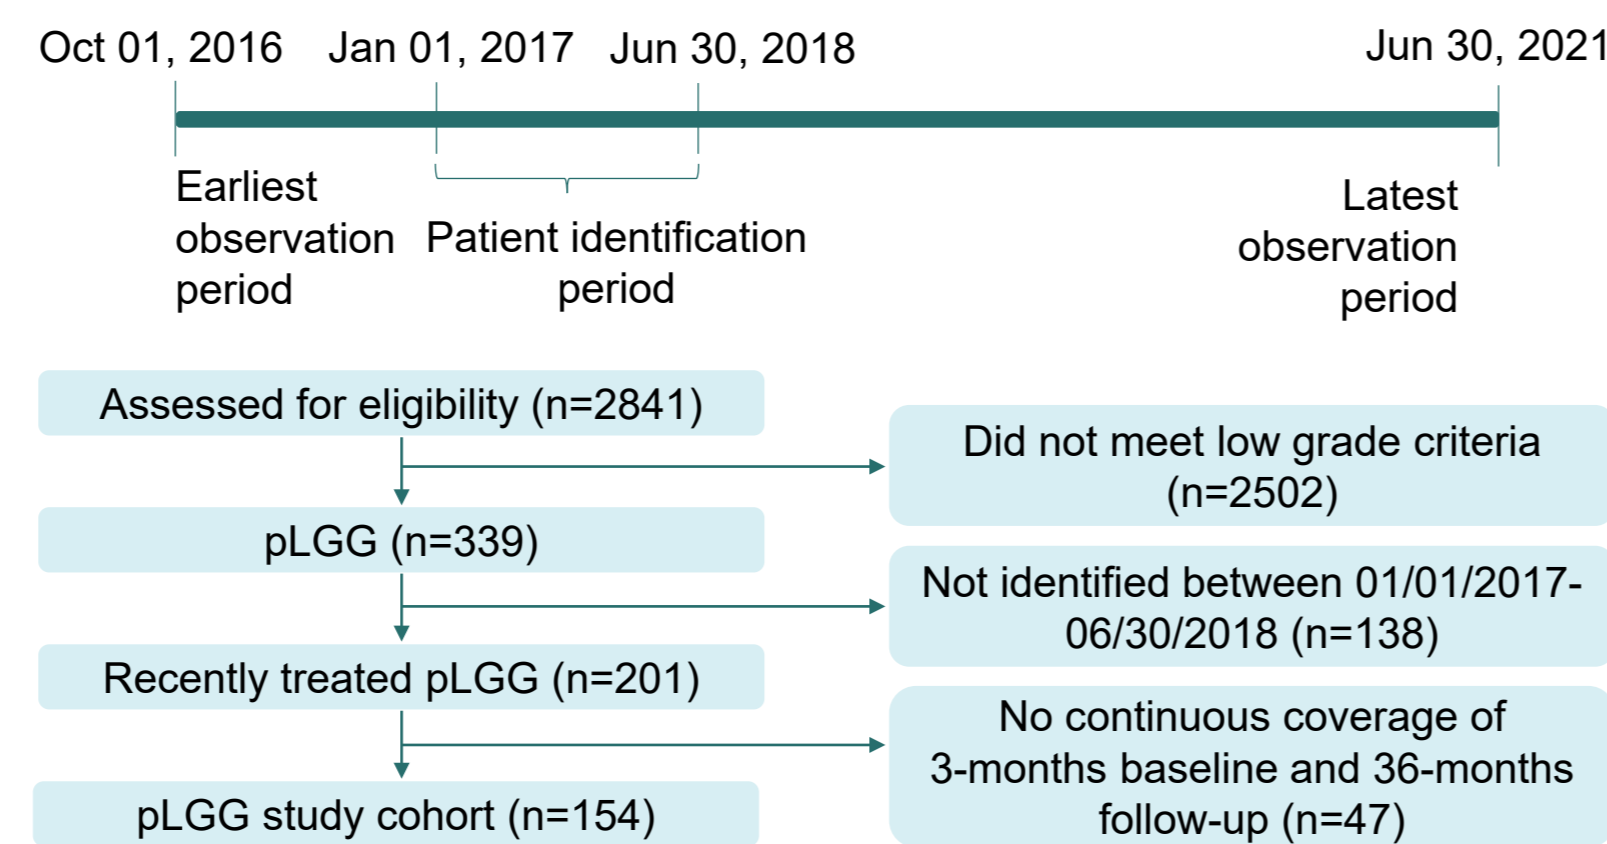 Oct 01, 2016
Jan 01, 2017
Jun 30, 2018
Jun 30, 2021
Earliest
observation
period
Patient identification
period
Latest
observation
period
Assessed for eligibility (n=2841)
Did not meet low grade criteria
(n=2502)
pLGG (n=339)
Not identified between 01/01/2017-
06/30/2018 (n=138)
Recently treated pLGG (n=201)
No continuous coverage of
3-months baseline and 36-months
follow-up (n=47)
pLGG study cohort (n=154)